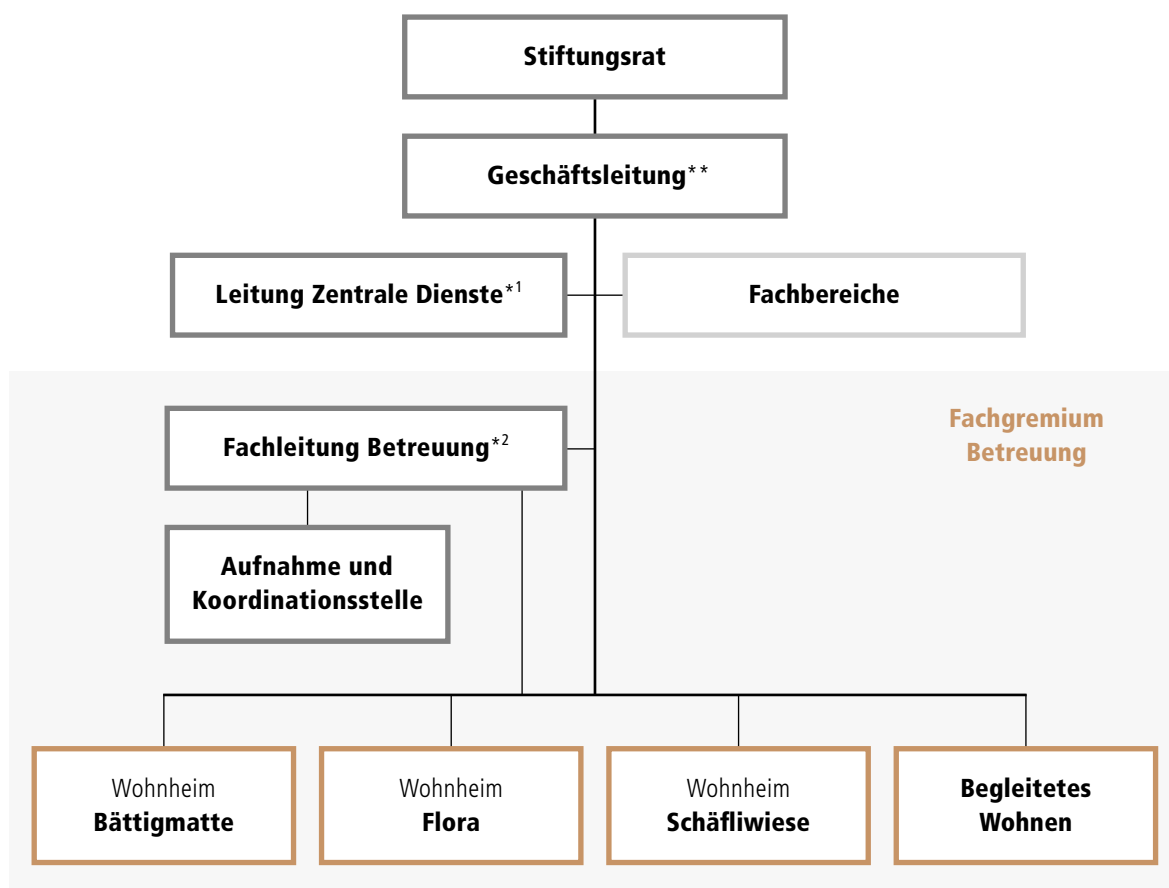 Stiftungsrat
Geschäftsleitung**
Leitung Zentrale Dienste*1
Fachbereiche
Fachgremium
Betreuung
Fachleitung Betreuung*2
Aufnahme und
Koordinationsstelle
Wohnheim
Bättigmatte
Wohnheim
Flora
Wohnheim
Schäfliwiese
Begleitetes
Wohnen